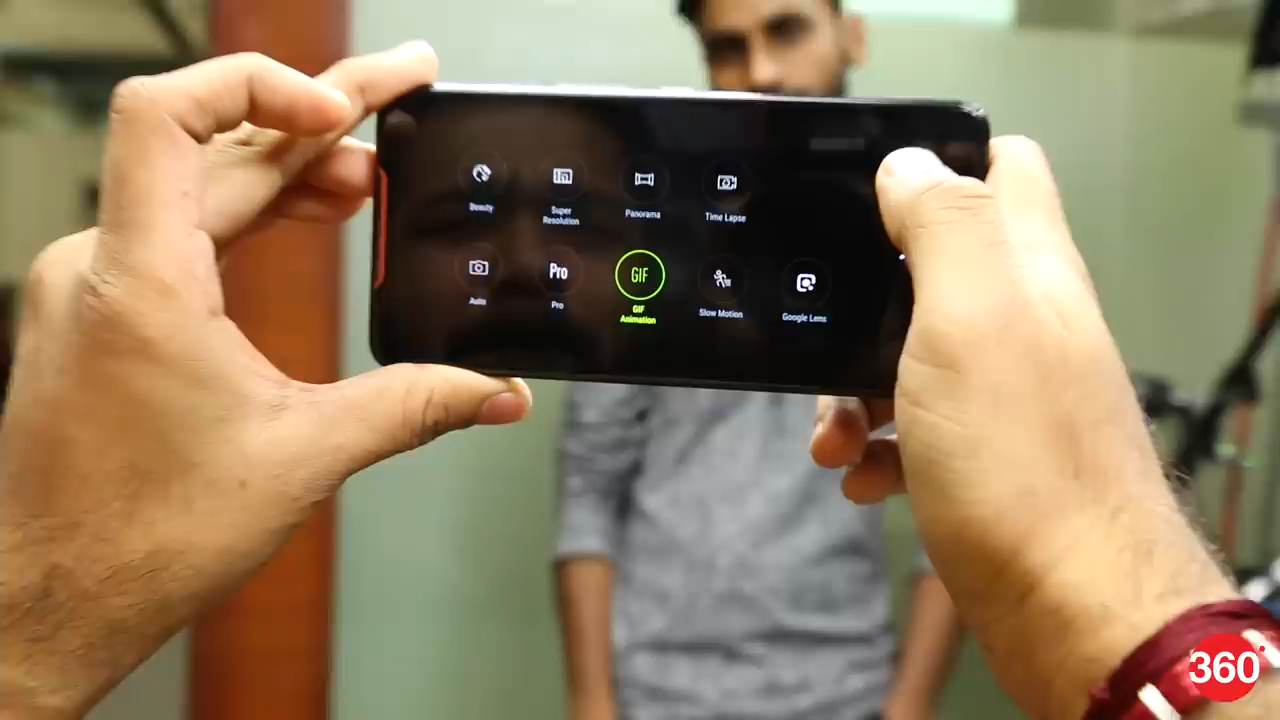 Beauty
Super
Resolution
Panorama
Time Lapse
Auto
Pro
Pro
GIF
GIF
Animation
Slow Motion
Google Lens
360°